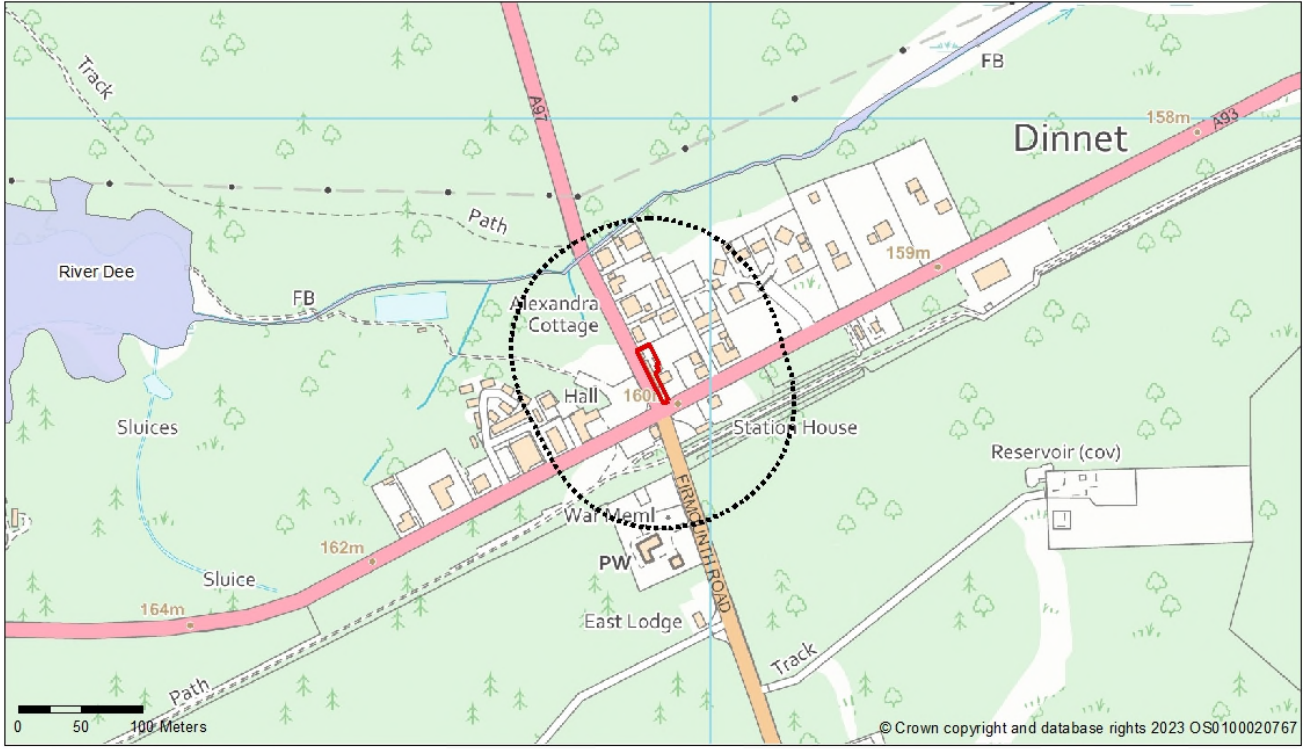 Track
A97
FB
158m
A93
Dinnet
Path
River Dee
159m
FB
Alexandra
Cottage
Hall
Sluices
Station House
Reservoir (cov)
War Meml
FIRMOUNTH ROAD
162m
PW
Sluice
164m
East Lodge
Track
Path
0 50 100 Meters
© Crown copyright and database rights 2023 OS0100020767